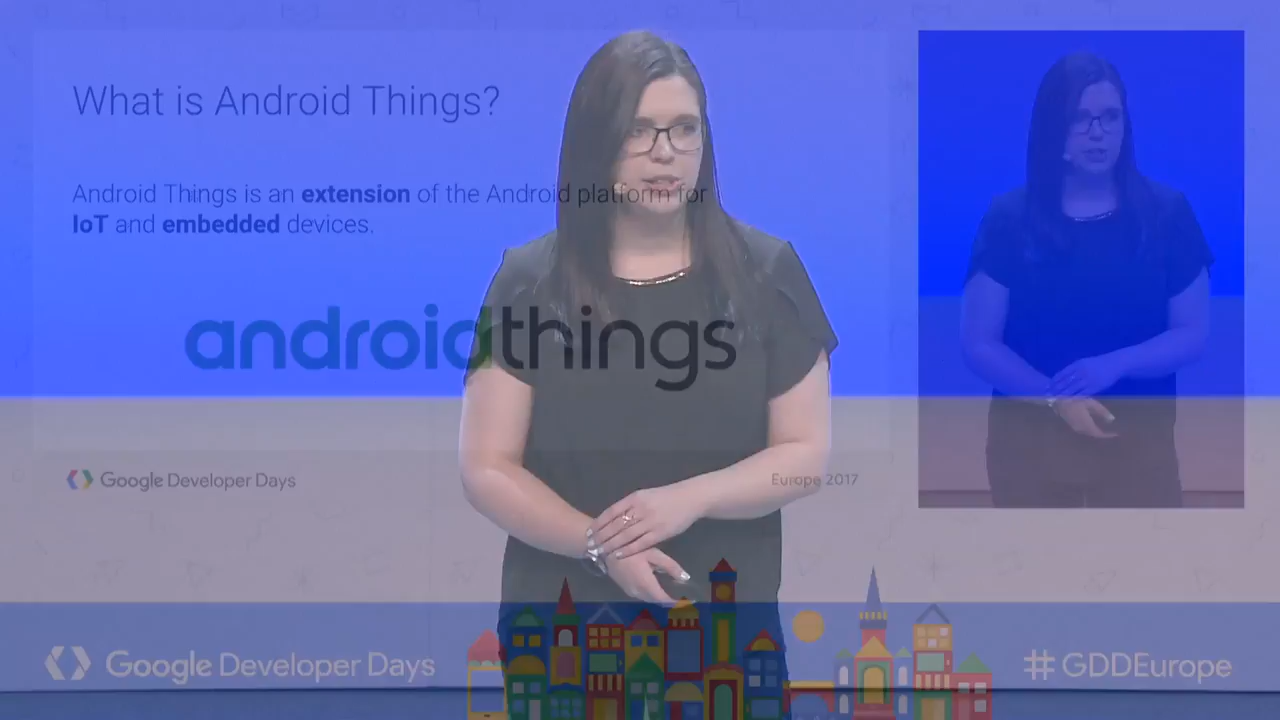 What is Android Things?
Android Things is an extension of the Android platform for
IoT and embedded devices.
androidthings
Google Developer Days
Europe 2017
Google Developer Days
#GDDEurope